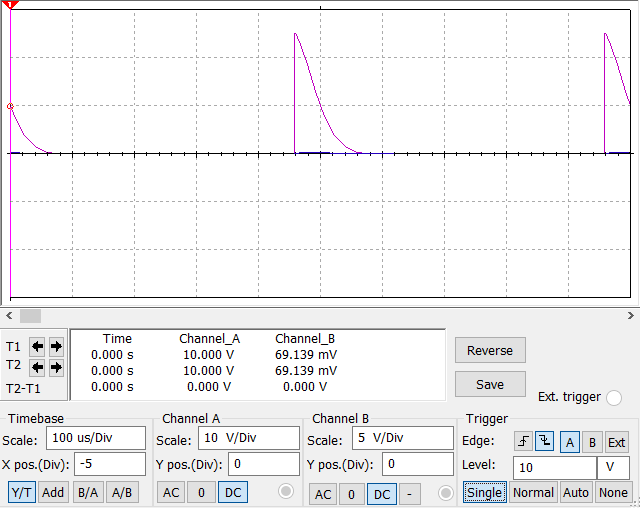 1
T1
T2
T2-T1
Time Channel_A Channel_B
0.000 s 10.000 V 69.139 mV
0.000 s 10.000 V 69.139 mV
0.000 s 0.000 V 0.000 V
Reverse
Save
Ext. trigger
Timebase
Scale: 100 us/Div
X pos.(Div): -5
Y/T Add B/A A/B
Channel A
Scale: 10 V/Div
Y pos.(Div): 0
AC 0 DC
Channel B
Scale: 5 V/Div
Y pos.(Div): 0
AC 0 DC -
Trigger
Edge: A B Ext
Level: 10 V
Single Normal Auto None